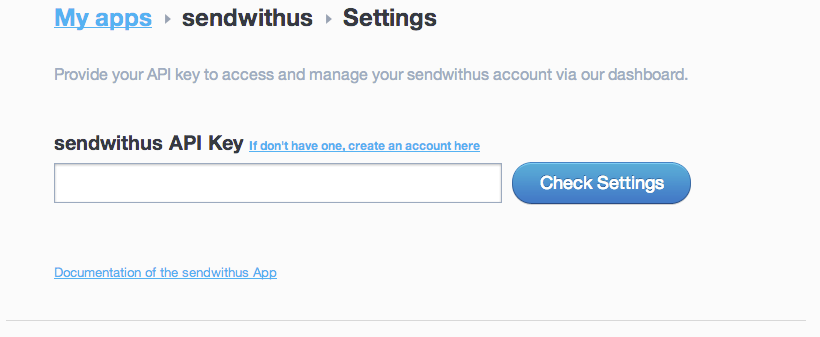 My apps ▸ sendwithus ▸ Settings
Provide your API key to access and manage your sendwithus account via our dashboard.
sendwithus API Key If don't have one, create an account here
Check Settings
Documentation of the sendwithus App